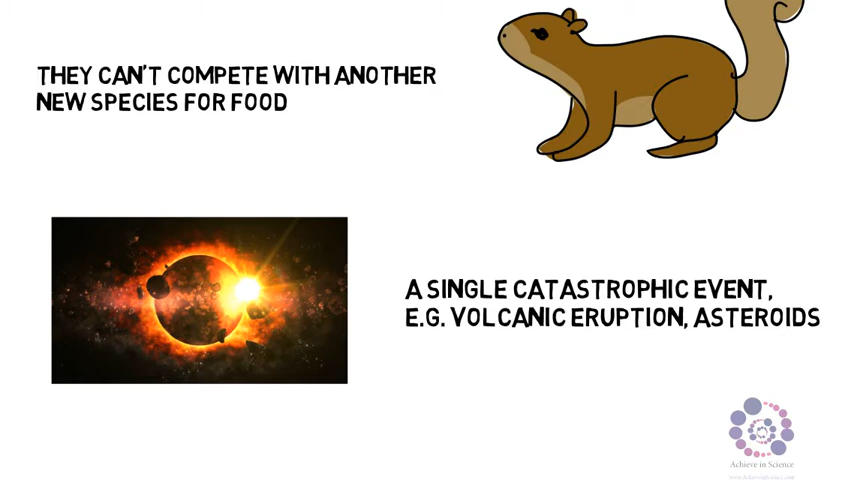 THEY CAN'T COMPETE WITH ANOTHER
NEW SPECIES FOR FOOD
A SINGLE CATASTROPHIC EVENT,
E.G. VOLCANIC ERUPTION, ASTEROIDS
Achieve in Science